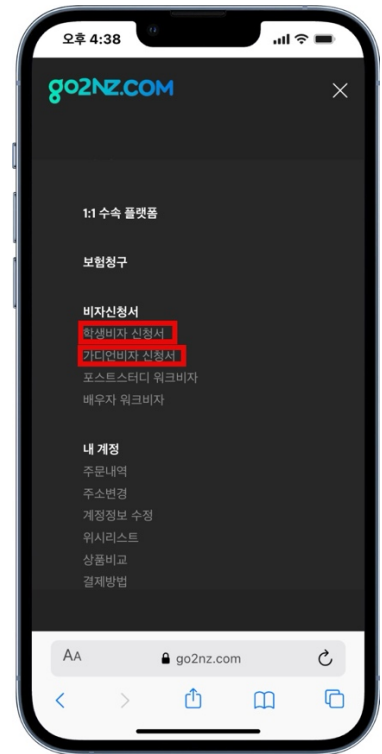 오후 4:38
go2NZ.COM
1:1 수속 플랫폼
보험청구
비자신청서
학생비자 신청서
가디언비자 신청서
포스트스터디 워크비자
배우자 워크비자
내 계정
주문내역
주소변경
계정정보 수정
위시리스트
상품비교
결제방법
AA go2nz.com